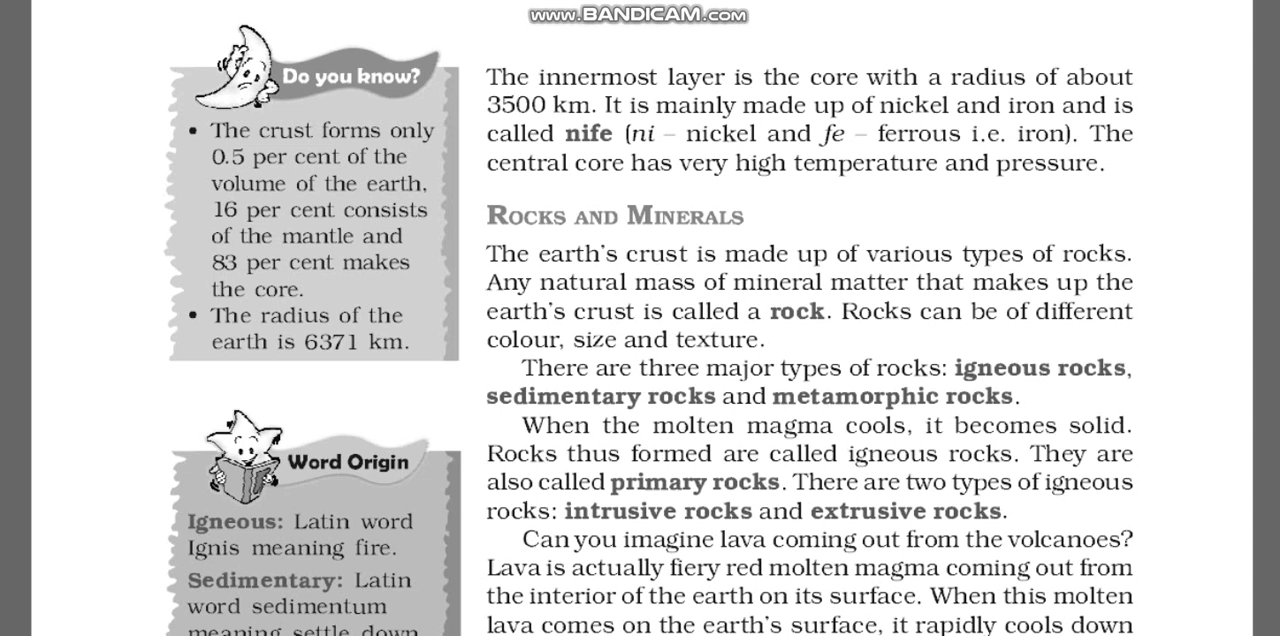 www.BANDICAM.com
Do you know?
• The crust forms only
0.5 per cent of the
volume of the earth,
16 per cent consists
of the mantle and
83 per cent makes
the core.
• The radius of the
earth is 6371 km.
Word Origin
Igneous: Latin word
Ignis meaning fire.
Sedimentary: Latin
word sedimentum
meaning settle down
The innermost layer is the core with a radius of about
3500 km. It is mainly made up of nickel and iron and is
called nife (ni – nickel and fe – ferrous i.e. iron). The
central core has very high temperature and pressure.
ROCKS AND MINERALS
The earth's crust is made up of various types of rocks.
Any natural mass of mineral matter that makes up the
earth's crust is called a rock. Rocks can be of different
colour, size and texture.
There are three major types of rocks: igneous rocks,
sedimentary rocks and metamorphic rocks.
When the molten magma cools, it becomes solid.
Rocks thus formed are called igneous rocks. They are
also called primary rocks. There are two types of igneous
rocks: intrusive rocks and extrusive rocks.
Can you imagine lava coming out from the volcanoes?
Lava is actually fiery red molten magma coming out from
the interior of the earth on its surface. When this molten
lava comes on the earth's surface, it rapidly cools down